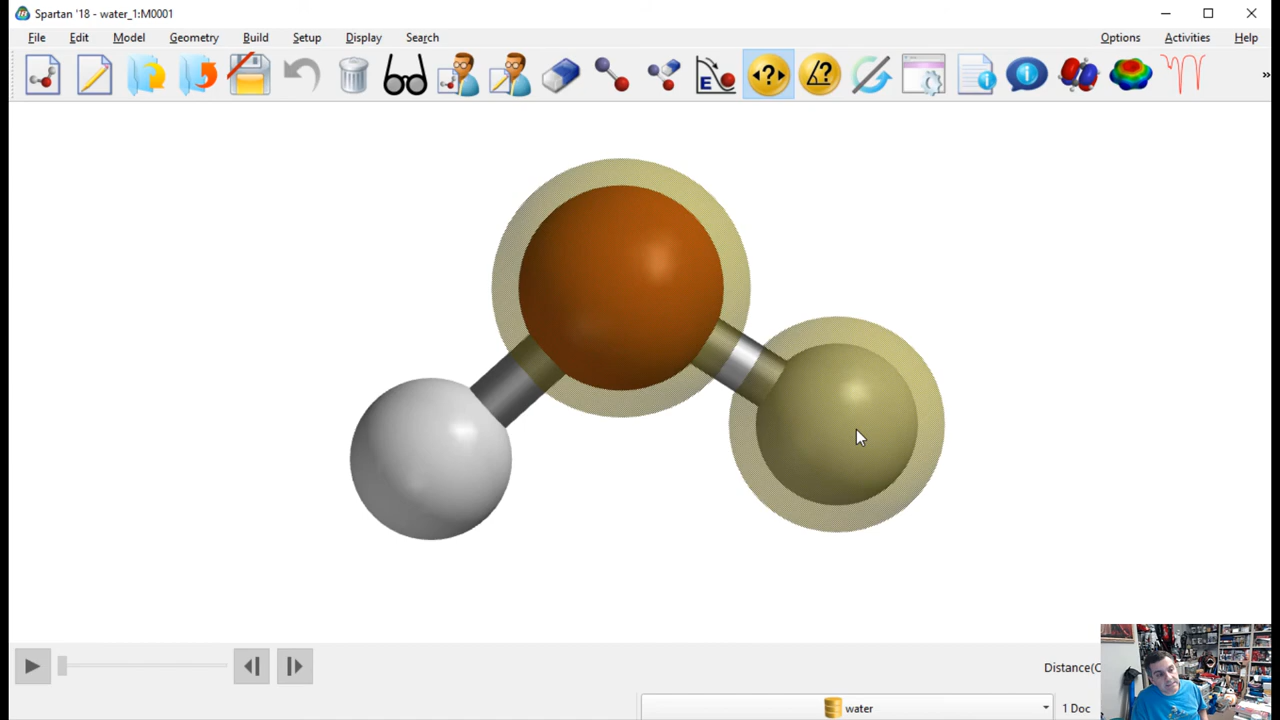 Spartan '18 - water_1:M0001
File Edit Model Geometry Build Setup Display Search Options Activities Help
E ? ?
Distance(
water 1 Doc